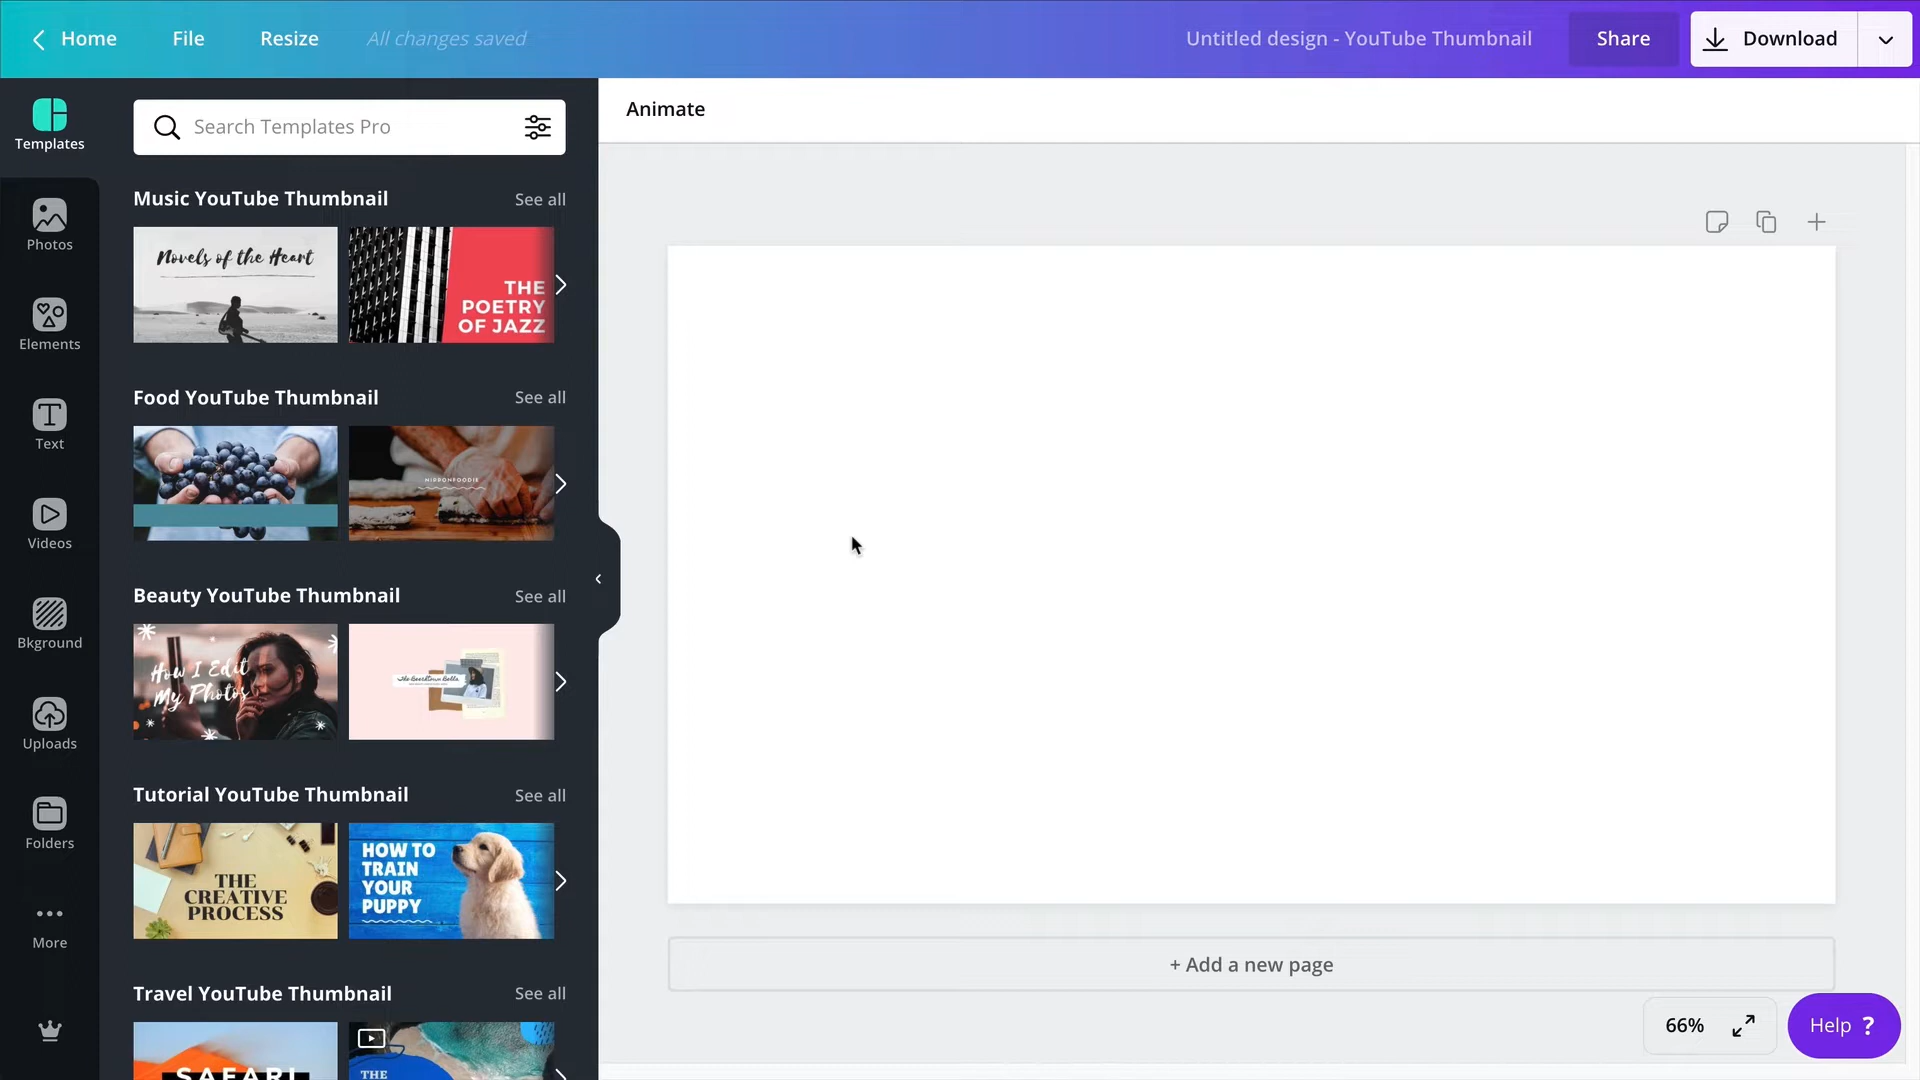 Home
File
Resize
All changes saved
Untitled design - YouTube Thumbnail
Share
Download
Templates
Photos
Elements
Text
Videos
Bkground
Uploads
Folders
More
Search Templates Pro
Music YouTube Thumbnail
See all
Novels of the Heart
THE
POETRY
OF JAZZ
Food YouTube Thumbnail
See all
Beauty YouTube Thumbnail
See all
How I Edit
My Photos
Tutorial YouTube Thumbnail
See all
THE
CREATIVE
PROCESS
HOW TO
TRAIN
YOUR
PUPPY
Travel YouTube Thumbnail
See all
SAFARI
THE
Animate
+ Add a new page
66%
Help ?